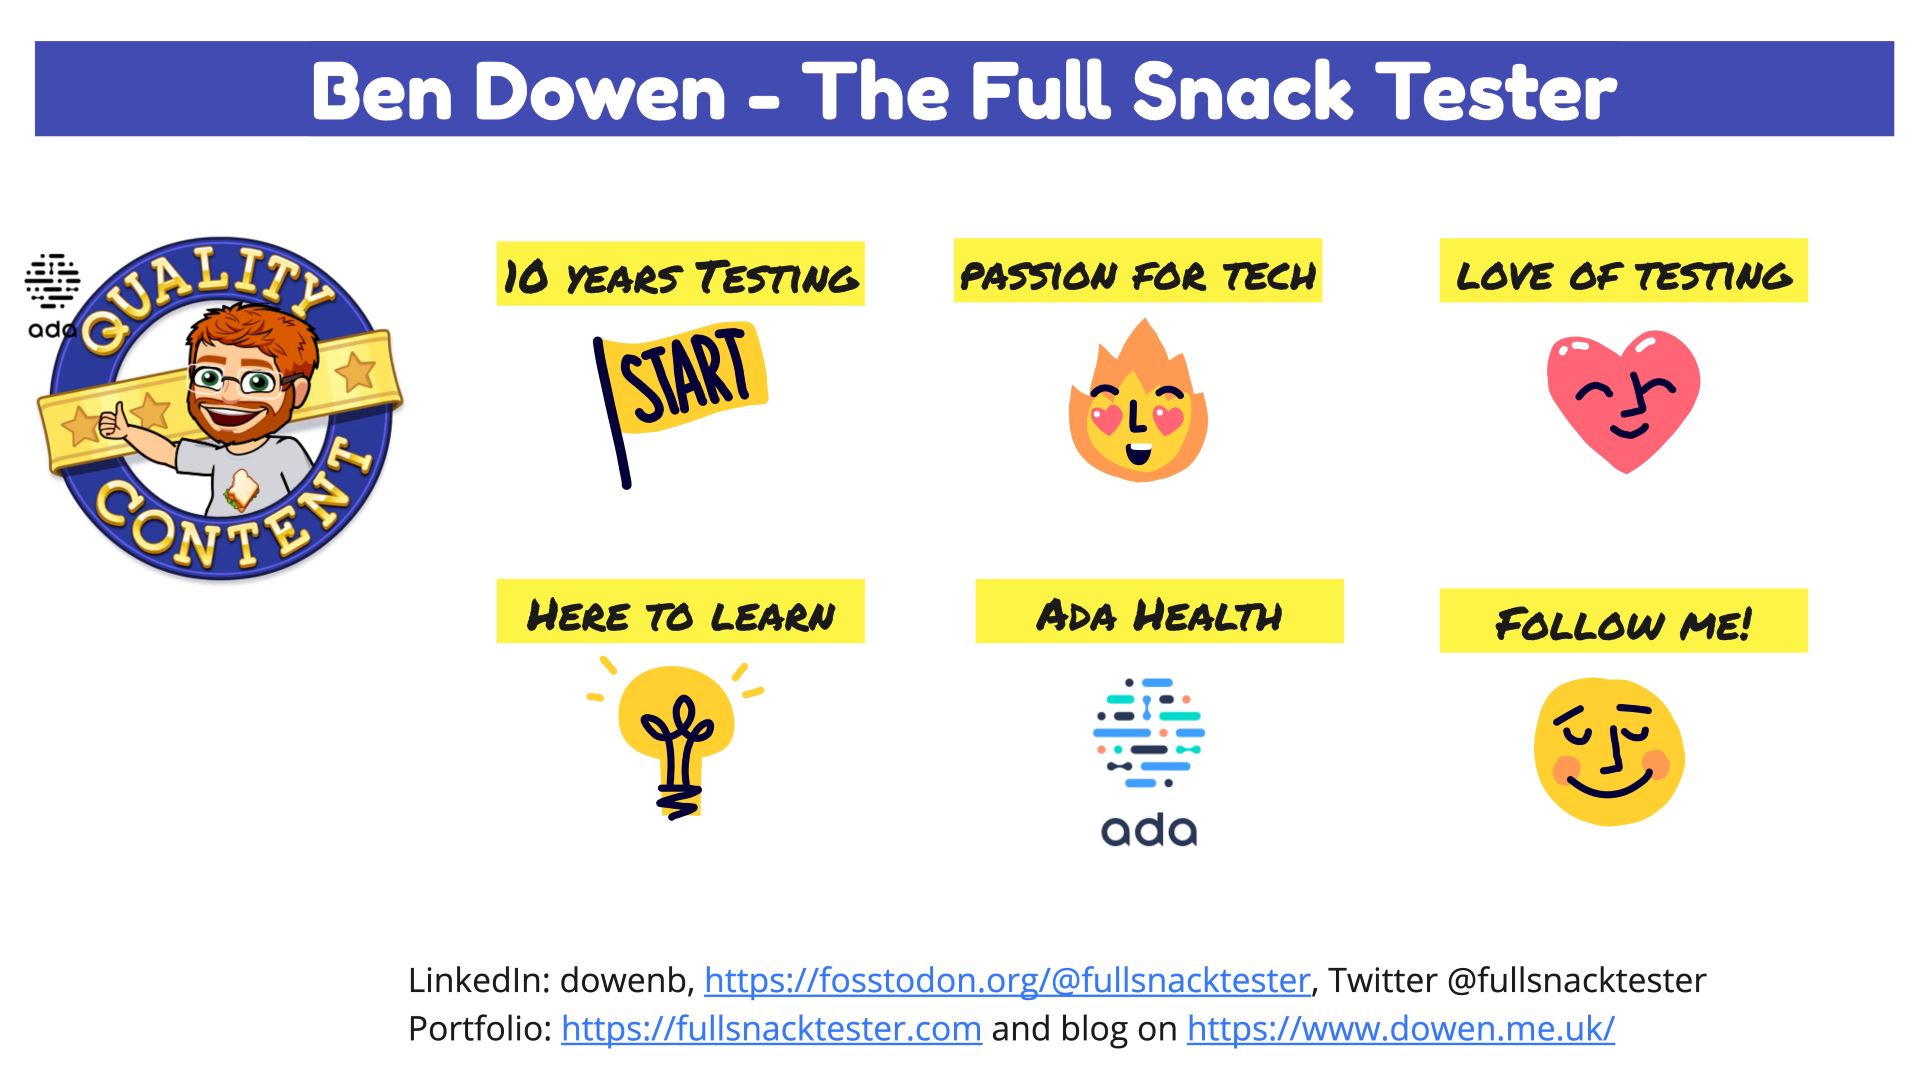 Ben Dowen - The Full Snack Tester
ada
QUALITY
CONTENT
10 years Testing
passion for tech
love of testing
START
Here to learn
Ada Health
Follow me!
ada
LinkedIn: dowenb, https://fosstodon.org/@fullsnacktester, Twitter @fullsnacktester
Portfolio: https://fullsnacktester.com and blog on https://www.dowen.me.uk/